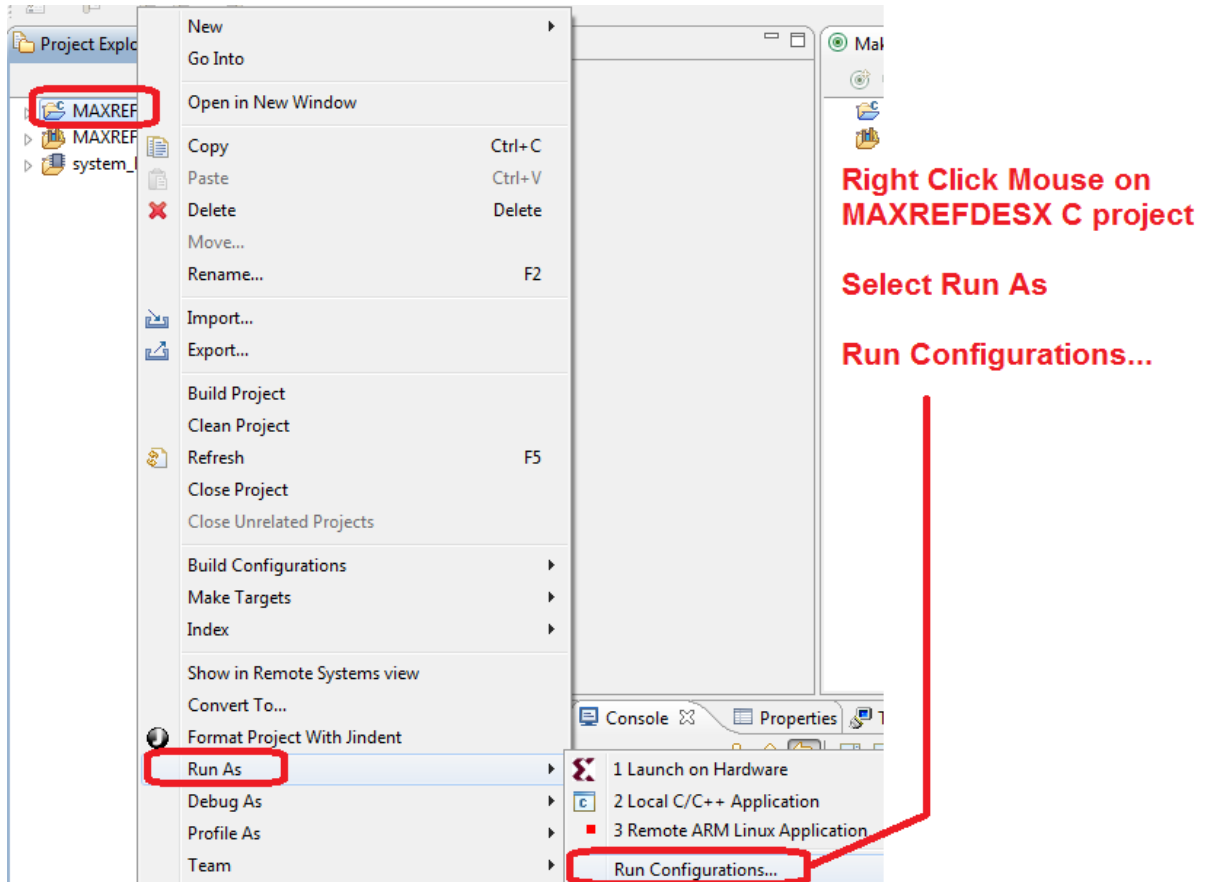 Project Explo
MAXREF
MAXREF
system_
New
Go Into
Open in New Window
Copy Ctrl+C
Paste Ctrl+V
Delete Delete
Move...
Rename... F2
Import...
Export...
Build Project
Clean Project
Refresh F5
Close Project
Close Unrelated Projects
Build Configurations
Make Targets
Index
Show in Remote Systems view
Convert To...
Format Project With Jindent
Run As
Debug As
Profile As
Team
Mak
Console Properties T
1 Launch on Hardware
2 Local C/C++ Application
3 Remote ARM Linux Application
Run Configurations...
Right Click Mouse on
MAXREFDESX C project
Select Run As
Run Configurations...